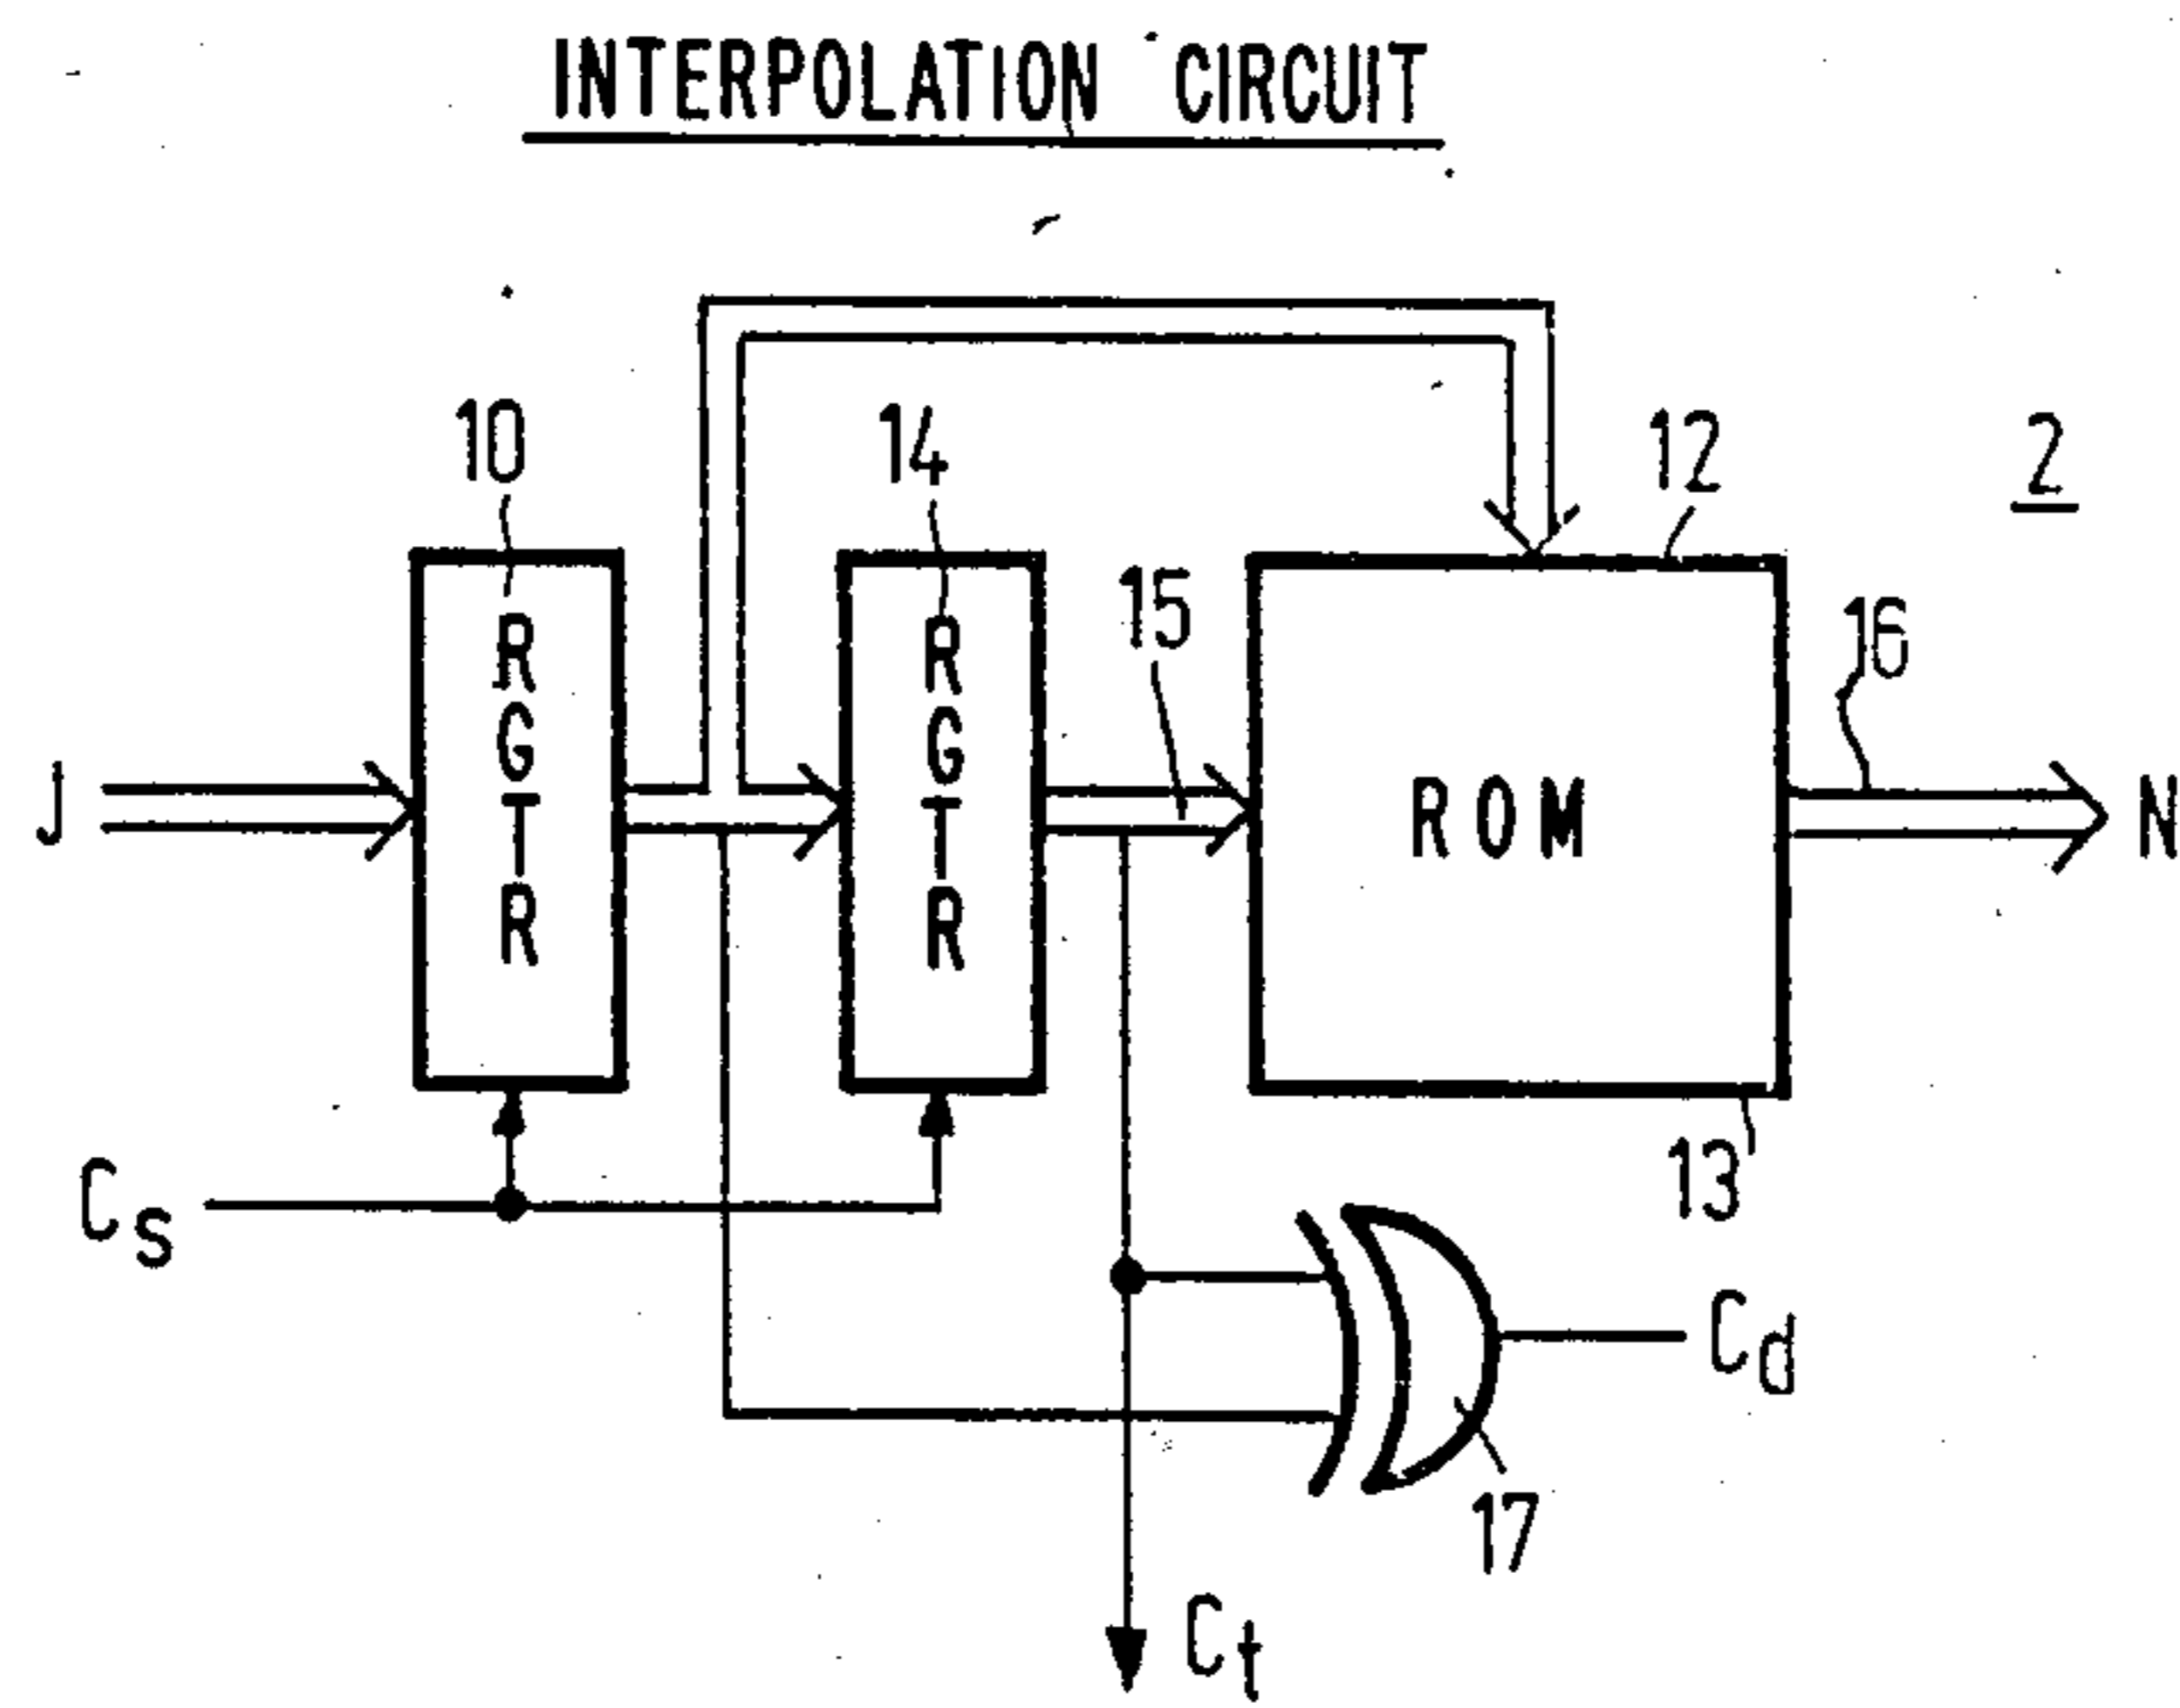 INTERPOLATION CIRCUIT
10
14
12
2
15
16
RGTR
RGTR
ROM
J
N
13
Cs
Cd
17
Ct